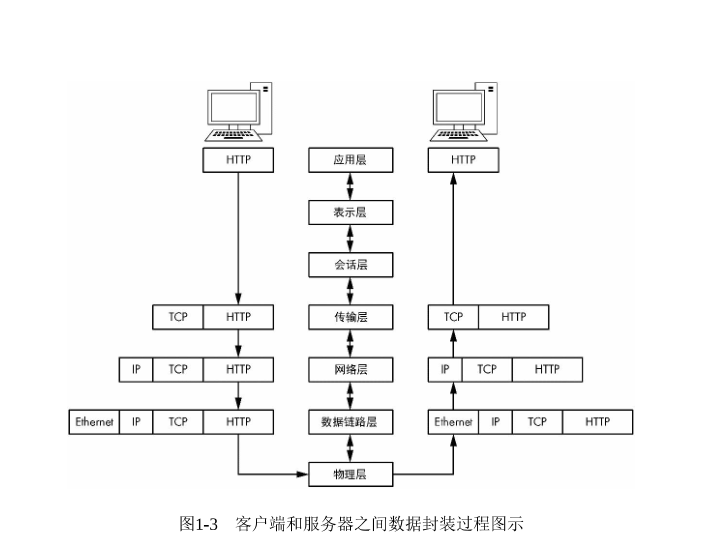 HTTP 应用层 HTTP
表示层
会话层
TCP HTTP 传输层 TCP HTTP
IP TCP HTTP 网络层 IP TCP HTTP
Ethernet IP TCP HTTP 数据链路层 Ethernet IP TCP HTTP
物理层
图1-3 客户端和服务器之间数据封装过程图示